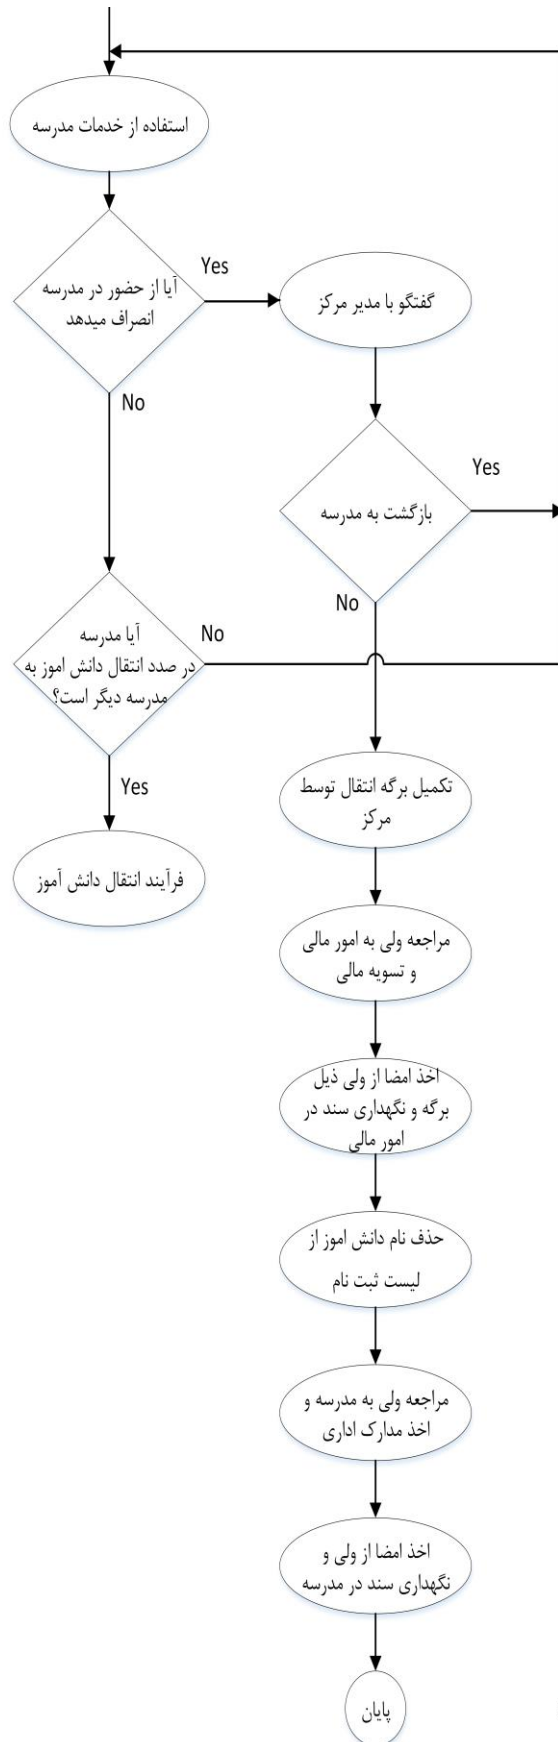 استفاده از خدمات مدرسه
آیا از حضور در مدرسه
انصراف میدهد
Yes
گفتگو با مدیر مرکز
No
بازگشت به مدرسه
Yes
No
آیا مدرسه
در صدد انتقال دانش اموز به
مدرسه دیگر است؟
No
Yes
فرآیند انتقال دانش آموز
تکمیل برگه انتقال توسط
مرکز
مراجعه ولی به امور مالی
و تسویه مالی
اخذ امضا از ولی ذیل
برگه و نگهداری سند در
امور مالی
حذف نام دانش اموز از
لیست ثبت نام
مراجعه ولی به مدرسه و
اخذ مدارک اداری
اخذ امضا از ولی و
نگهداری سند در مدرسه
پایان